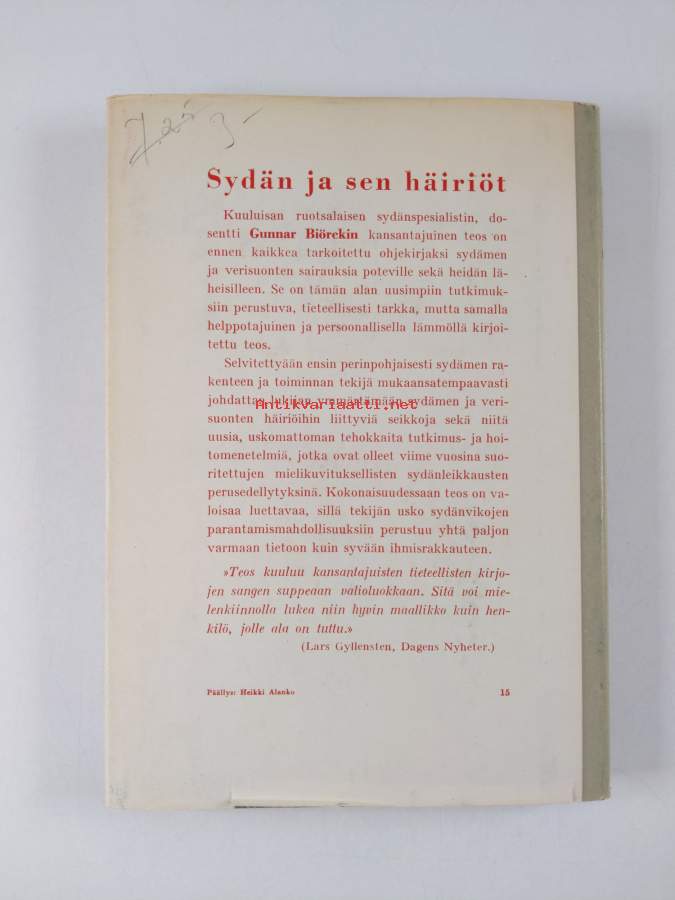 7.25 3-
Sydän ja sen häiriöt
Kuuluisan ruotsalaisen sydänspesialistin, do-
sentti Gunnar Biörckin kansantajuinen teos on
ennen kaikkea tarkoitettu ohjekirjaksi sydämen
ja verisuonten sairauksia poteville sekä heidän lä-
heisilleen. Se on tämän alan uusimpiin tutkimuk-
siin perustuva, tieteellisesti tarkka, mutta samalla
helppotajuinen ja persoonallisella lämmöllä kirjoi-
tettu teos.
Selvitettyään ensin perinpohjaisesti sydämen ra-
kenteen ja toiminnan tekijä mukaansatempaavasti
johdattaa lukijan ymmärtämään sydämen ja veri-
Antikvariaatti.net
suonten häiriöihin liittyviä seikkoja sekä niitä
uusia, uskomattoman tehokkaita tutkimus- ja hoi-
tomenetelmiä, jotka ovat olleet viime vuosina suo-
ritettujen mielikuvituksellisten sydänleikkausten
perusedellytyksinä. Kokonaisuudessaan teos on va-
loisaa luettavaa, sillä tekijän usko sydänvikojen
parantamismahdollisuuksiin perustuu yhtä paljon
varmaan tietoon kuin syvään ihmisrakkauteen.
»Teos kuuluu kansantajuisten tieteellisten kirjo-
jen sangen suppeaan valioluokkaan. Sitä voi mie-
lenkiinnolla lukea niin hyvin maallikko kuin hen-
kilö, jolle ala on tuttu.»
(Lars Gyllensten, Dagens Nyheter.)
Päällys: Heikki Alanko 15